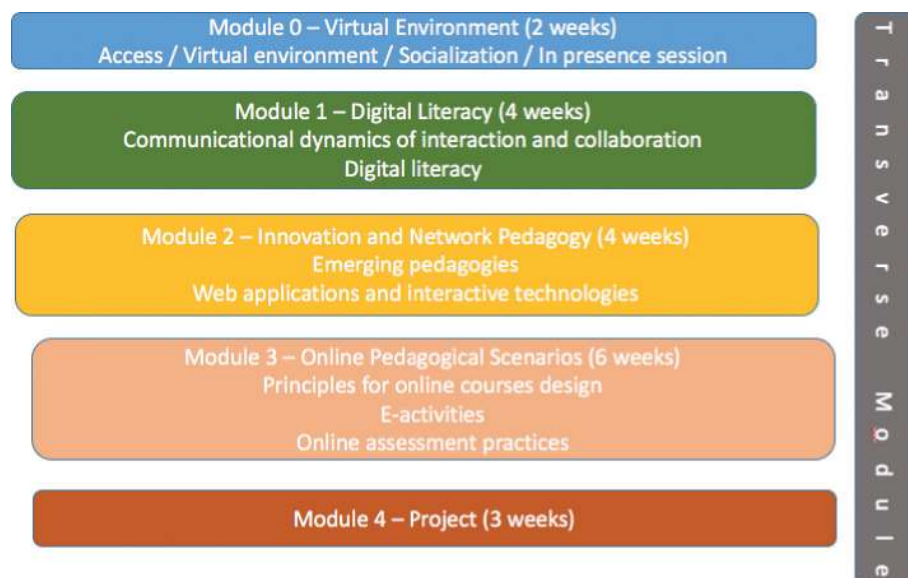 Module 0 – Virtual Environment (2 weeks)
Access / Virtual environment / Socialization / In presence session
Module 1 – Digital Literacy (4 weeks)
Communicational dynamics of interaction and collaboration
Digital literacy
Module 2 – Innovation and Network Pedagogy (4 weeks)
Emerging pedagogies
Web applications and interactive technologies
Module 3 – Online Pedagogical Scenarios (6 weeks)
Principles for online courses design
E-activities
Online assessment practices
Module 4 – Project (3 weeks)
Transverse Module